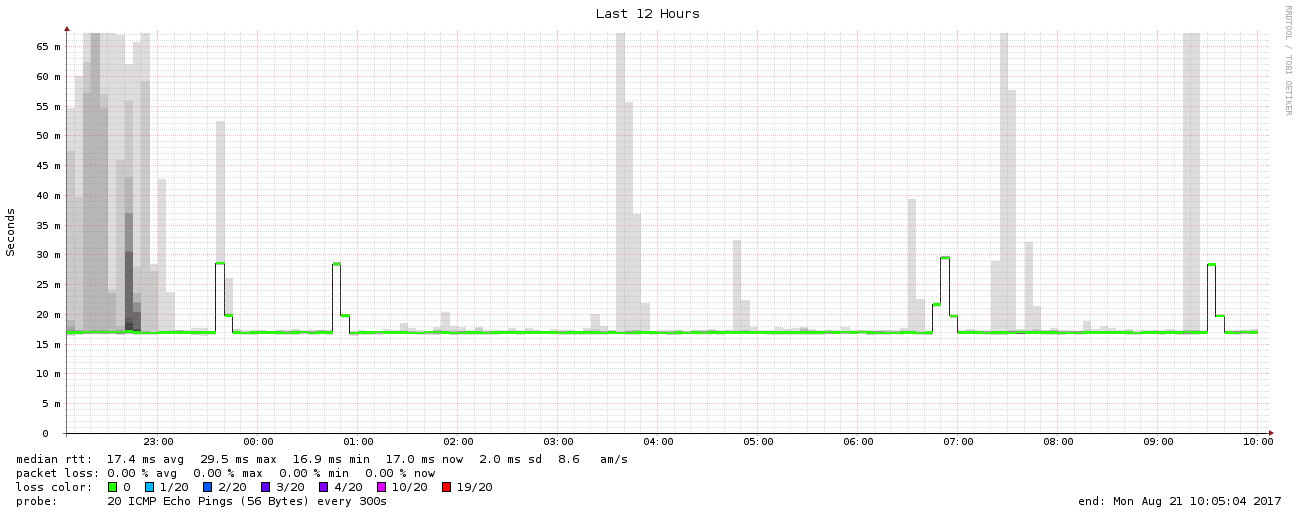 Last 12 Hours
RRDTOOL / TOBI OETIKER
Seconds
65 m
60 m
55 m
50 m
45 m
40 m
35 m
30 m
25 m
20 m
15 m
10 m
5 m
0
23:00 00:00 01:00 02:00 03:00 04:00 05:00 06:00 07:00 08:00 09:00 10:00
median rtt: 17.4 ms avg 29.5 ms max 16.9 ms min 17.0 ms now 2.0 ms sd 8.6 am/s
packet loss: 0.00 % avg 0.00 % max 0.00 % min 0.00 % now
loss color: 0 1/20 2/20 3/20 4/20 10/20 19/20
probe: 20 ICMP Echo Pings (56 Bytes) every 300s end: Mon Aug 21 10:05:04 2017